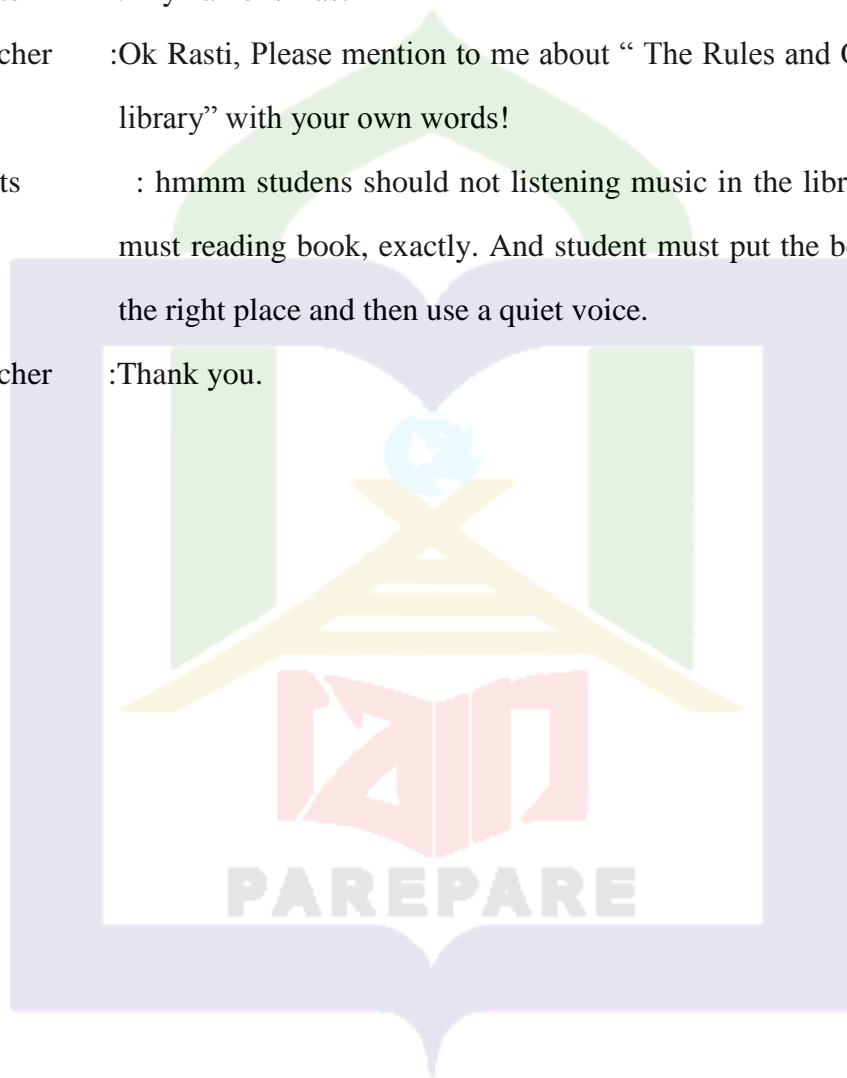 cher :Ok Rasti, Please mention to me about “ The Rules and
library” with your own words!
ts : hmmm studens should not listening music in the libr
must reading book, exactly. And student must put the b
the right place and then use a quiet voice.
cher :Thank you.
PAREPARE